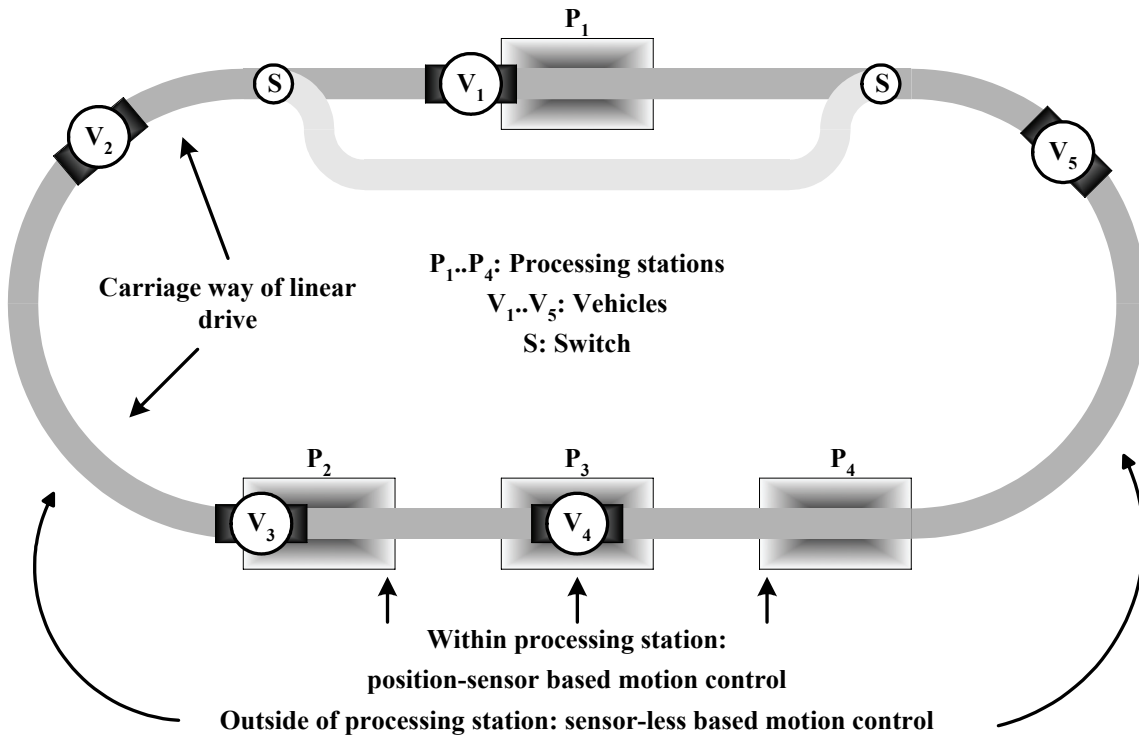 P₁
S
V₁
S
V₂
V₅
P₁..P₄: Processing stations
V₁..V₅: Vehicles
S: Switch
Carriage way of linear
drive
P₂
P₃
P₄
V₃
V₄
Within processing station:
position-sensor based motion control
Outside of processing station: sensor-less based motion control